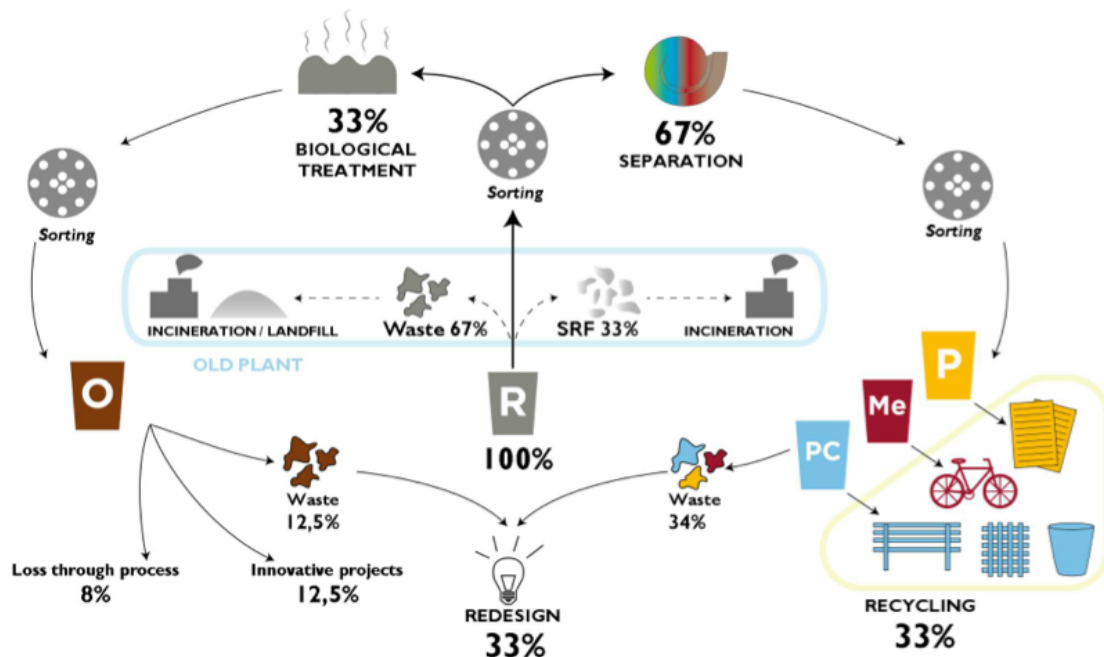 33%
BIOLOGICAL
TREATMENT
67%
SEPARATION
Sorting
Sorting
Sorting
INCINERATION / LANDFILL
Waste 67%
SRF 33%
INCINERATION
OLD PLANT
O
R
100%
P
Me
PC
Waste
12,5%
Waste
34%
Loss through process
8%
Innovative projects
12,5%
REDESIGN
33%
RECYCLING
33%